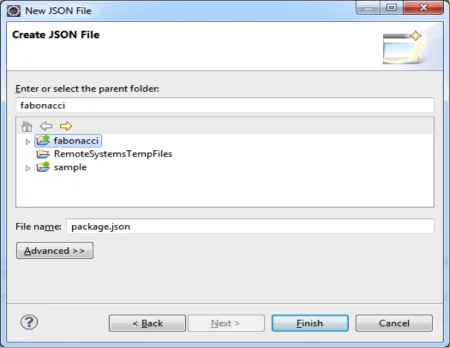 New JSON File
Create JSON File
Enter or select the parent folder:
fabonacci
fabonacci
RemoteSystemsTempFiles
sample
File name: package.json
Advanced >>
< Back Next > Finish Cancel